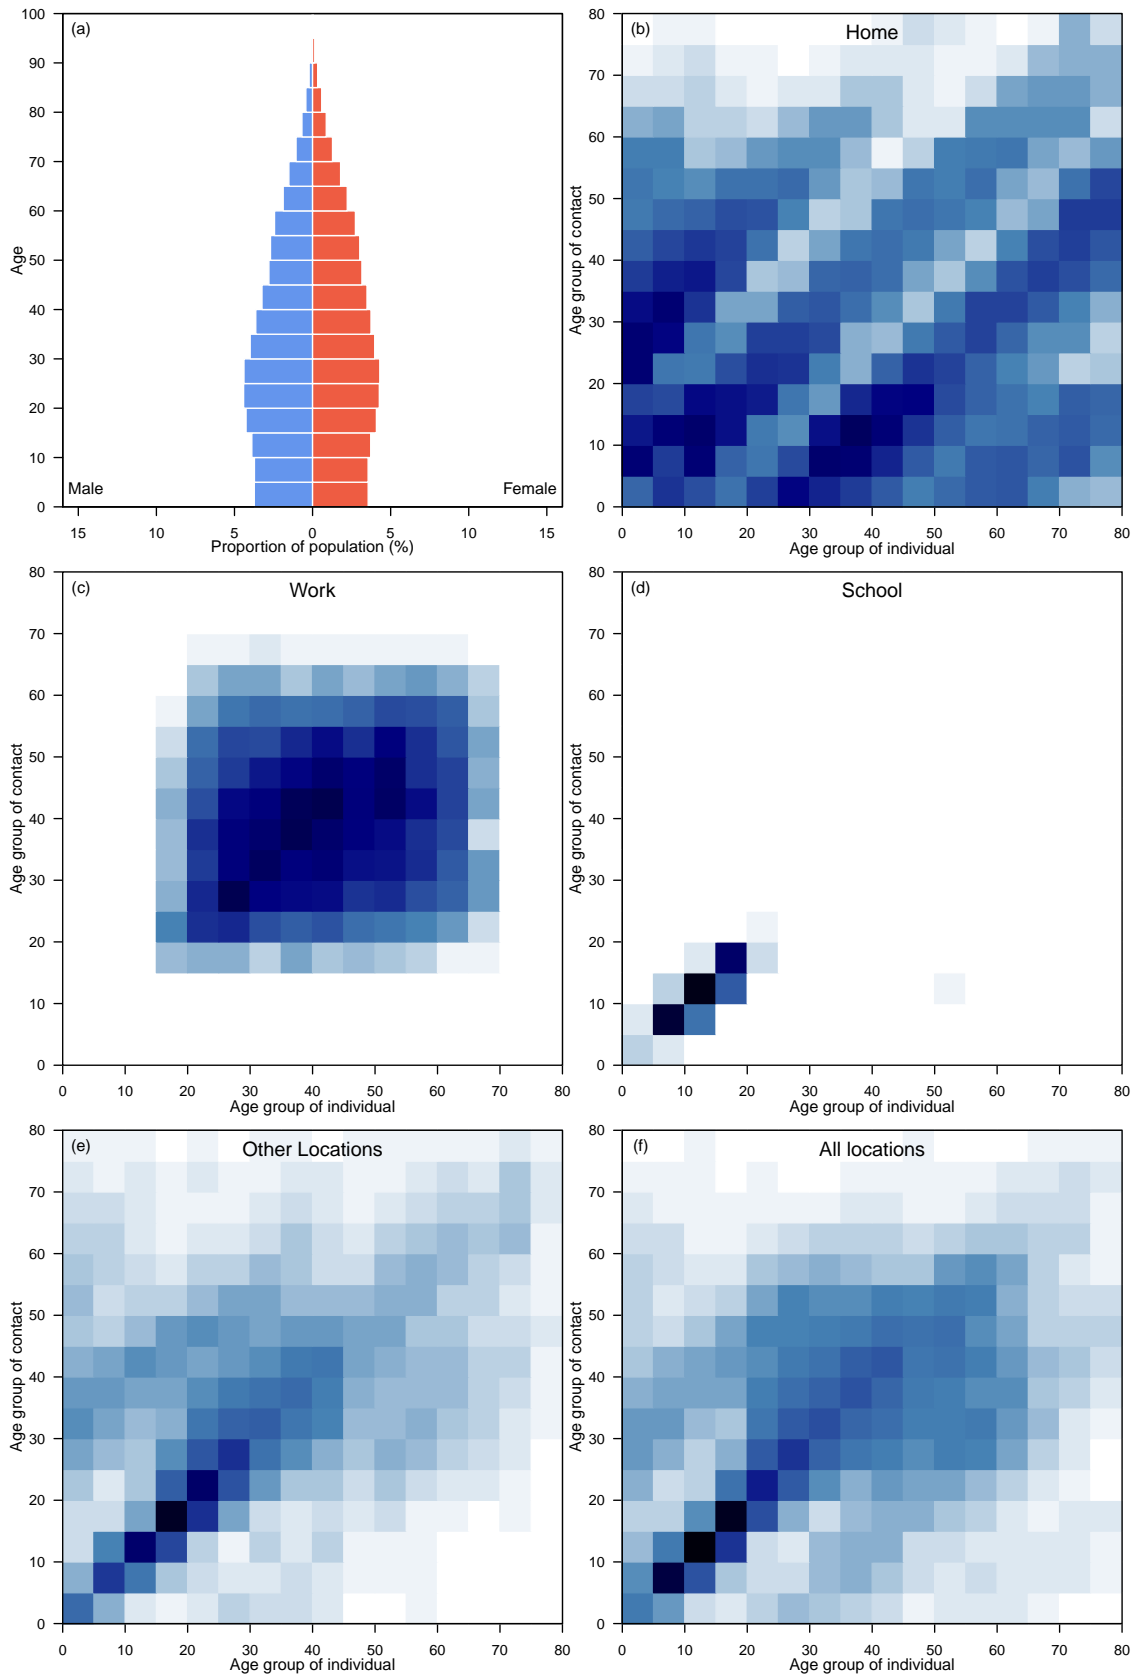 (a)
100
90
80
70
60
50
40
30
20
10
0
Age
Male
Female
15 10 5 0 5 10 15
Proportion of population (%)
(b)
Home
80
70
60
50
40
30
20
10
0
Age group of contact
0 10 20 30 40 50 60 70 80
Age group of individual
(c)
Work
80
70
60
50
40
30
20
10
0
Age group of contact
0 10 20 30 40 50 60 70 80
Age group of individual
(d)
School
80
70
60
50
40
30
20
10
0
Age group of contact
0 10 20 30 40 50 60 70 80
Age group of individual
(e)
Other Locations
80
70
60
50
40
30
20
10
0
Age group of contact
0 10 20 30 40 50 60 70 80
Age group of individual
(f)
All locations
80
70
60
50
40
30
20
10
0
Age group of contact
0 10 20 30 40 50 60 70 80
Age group of individual